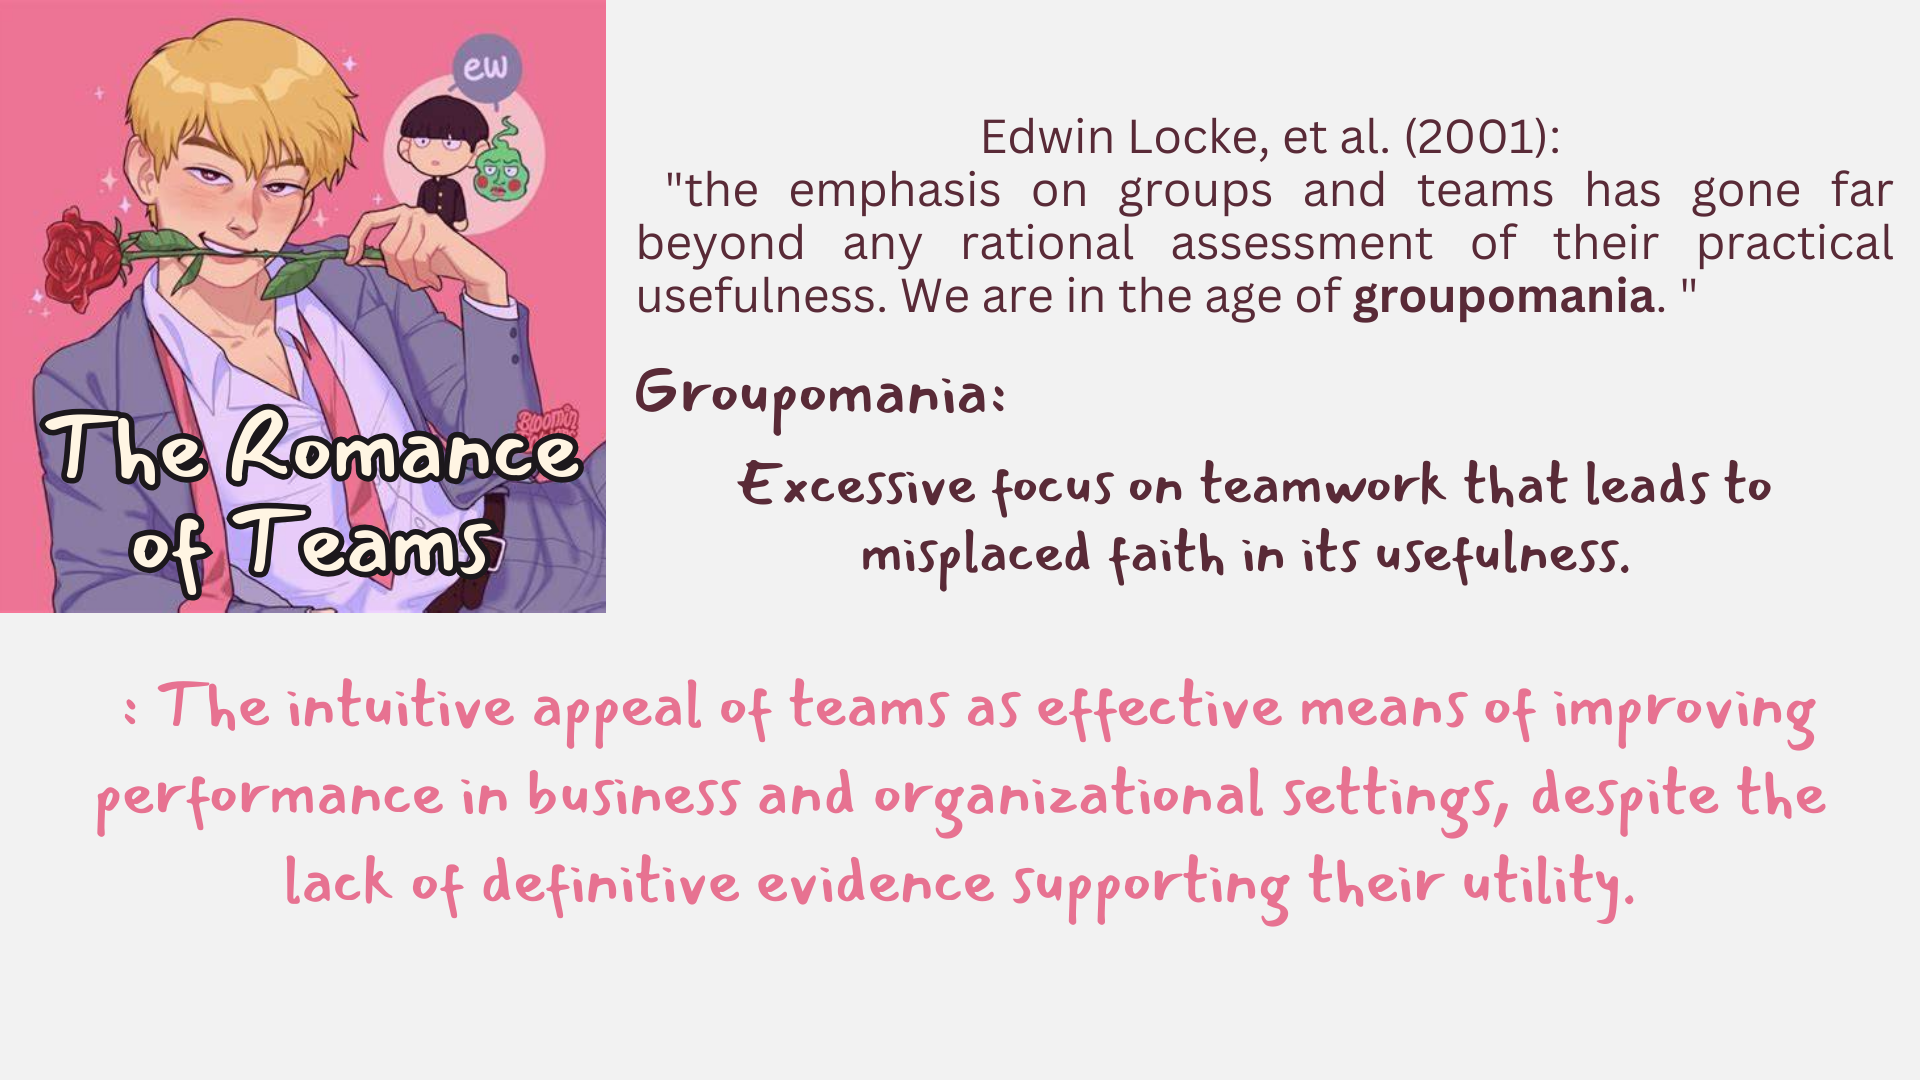 ew
The Romance
of Teams
Edwin Locke, et al. (2001):
"the emphasis on groups and teams has gone far
beyond any rational assessment of their practical
usefulness. We are in the age of groupomania. "
Groupomania:
Excessive focus on teamwork that leads to
misplaced faith in its usefulness.
: The intuitive appeal of teams as effective means of improving
performance in business and organizational settings, despite the
lack of definitive evidence supporting their utility.